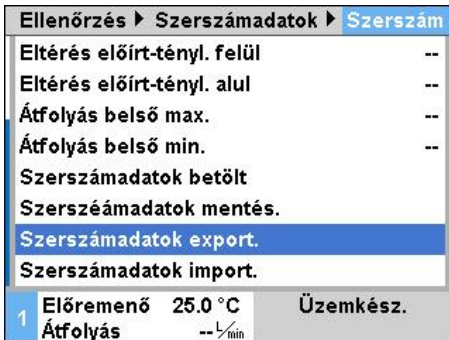 Ellenőrzés ▶ Szerszámadatok ▶ Szerszám
Eltérés előírt-tényl. felül --
Eltérés előírt-tényl. alul --
Átfolyás belső max. --
Átfolyás belső min. --
Szerszámadatok betölt
Szerszéámadatok mentés.
Szerszámadatok export.
Szerszámadatok import.
1 Előremenő 25.0 °C Üzemkész.
Átfolyás -- L/min